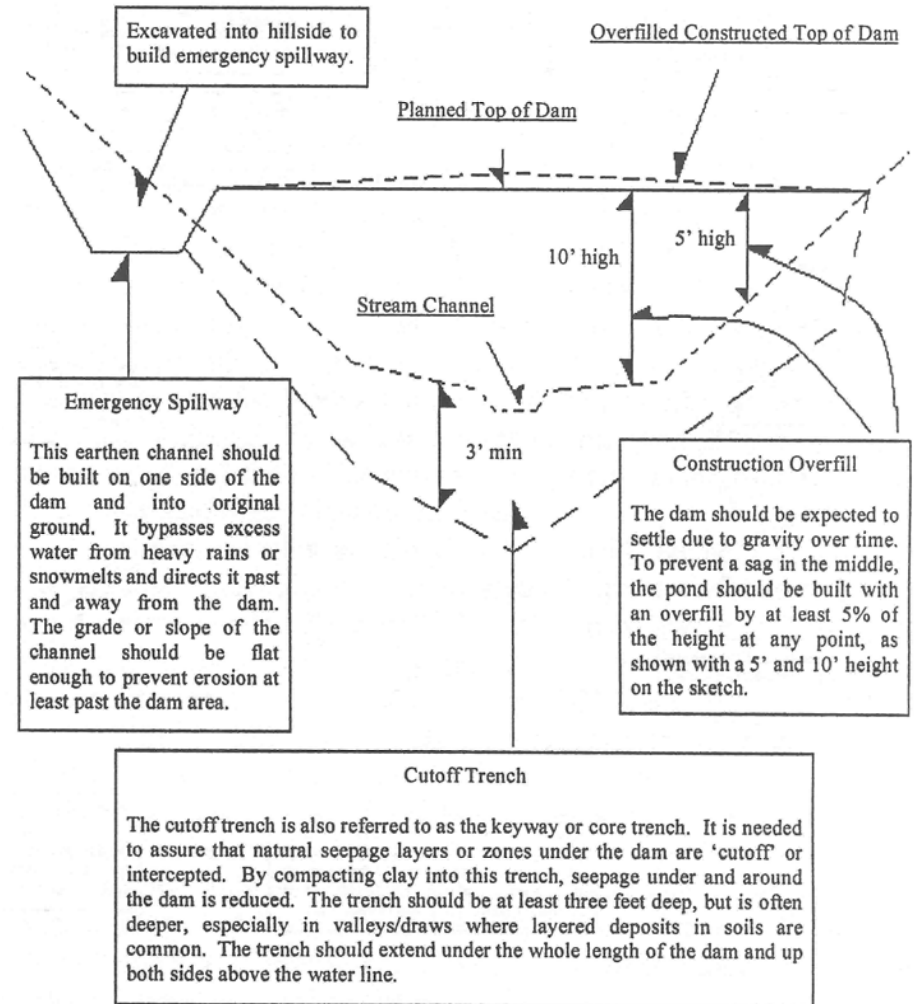 Excavated into hillside to
build emergency spillway.
Overfilled Constructed Top of Dam
Planned Top of Dam
10’ high
5’ high
Stream Channel
3’ min
Emergency Spillway
This earthen channel should
be built on one side of the
dam and into original
ground. It bypasses excess
water from heavy rains or
snowmelts and directs it past
and away from the dam.
The grade or slope of the
channel should be flat
enough to prevent erosion at
least past the dam area.
Construction Overfill
The dam should be expected to
settle due to gravity over time.
To prevent a sag in the middle,
the pond should be built with
an overfill by at least 5% of
the height at any point, as
shown with a 5’ and 10’ height
on the sketch.
Cutoff Trench
The cutoff trench is also referred to as the keyway or core trench. It is needed
to assure that natural seepage layers or zones under the dam are ‘cutoff’ or
intercepted. By compacting clay into this trench, seepage under and around
the dam is reduced. The trench should be at least three feet deep, but is often
deeper, especially in valleys/draws where layered deposits in soils are
common. The trench should extend under the whole length of the dam and up
both sides above the water line.